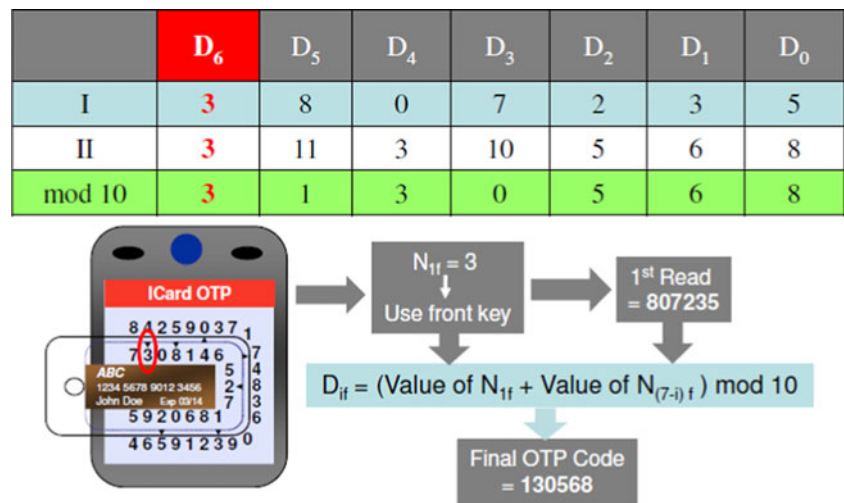 D6 D5 D4 D3 D2 D1 D0
I 3 8 0 7 2 3 5
II 3 11 3 10 5 6 8
mod 10 3 1 3 0 5 6 8
ICard OTP
8 4 2 5 9 0 3 7 1
7 3 0 8 1 4 6 7
5 4
ABC
1234 5678 9012 3456
2 8
John Doe Exp 03/14
7 3
5 9 2 0 6 8 1 6
4 6 5 9 1 2 3 9 0
N1f = 3
Use front key
1st Read
= 807235
Dif = (Value of N1f + Value of N(7-i) f ) mod 10
Final OTP Code
= 130568